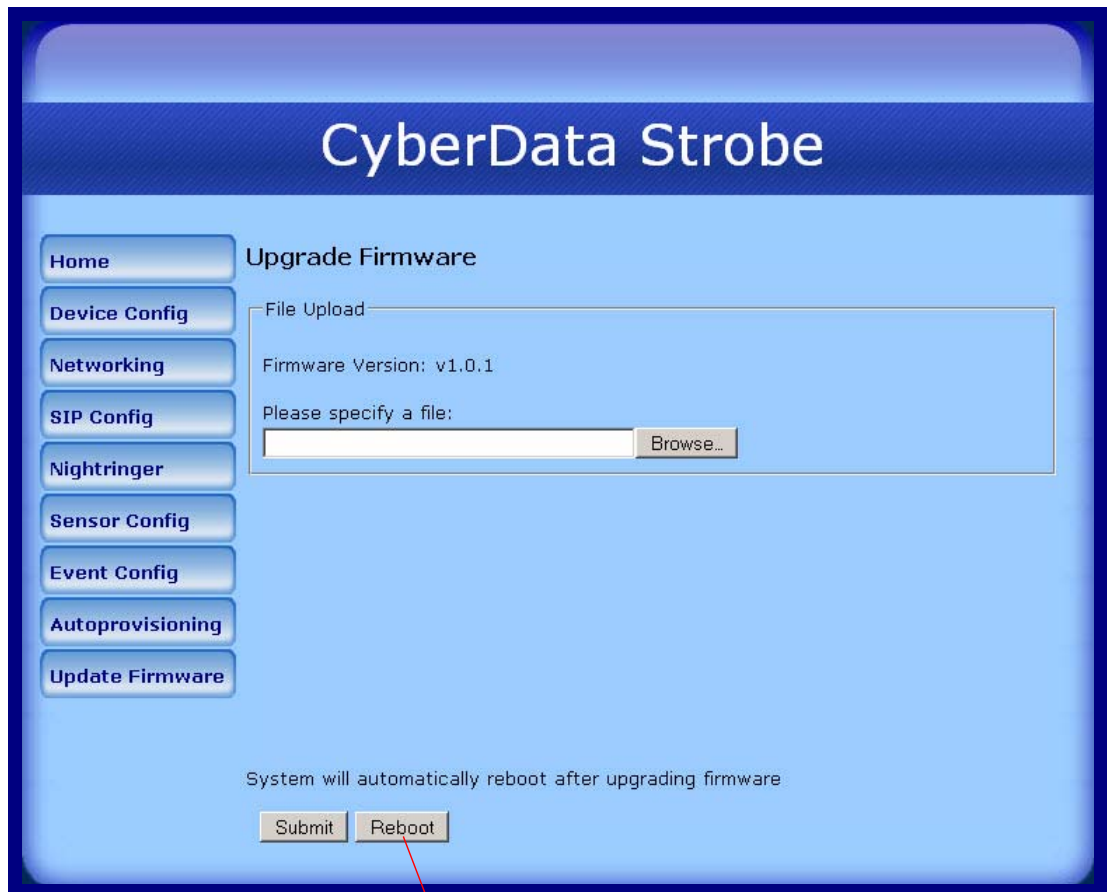 CyberData Strobe
Home
Device Config
Networking
SIP Config
Nightringer
Sensor Config
Event Config
Autoprovisioning
Update Firmware
Upgrade Firmware
File Upload
Firmware Version: v1.0.1
Please specify a file:
Browse...
System will automatically reboot after upgrading firmware
Submit
Reboot